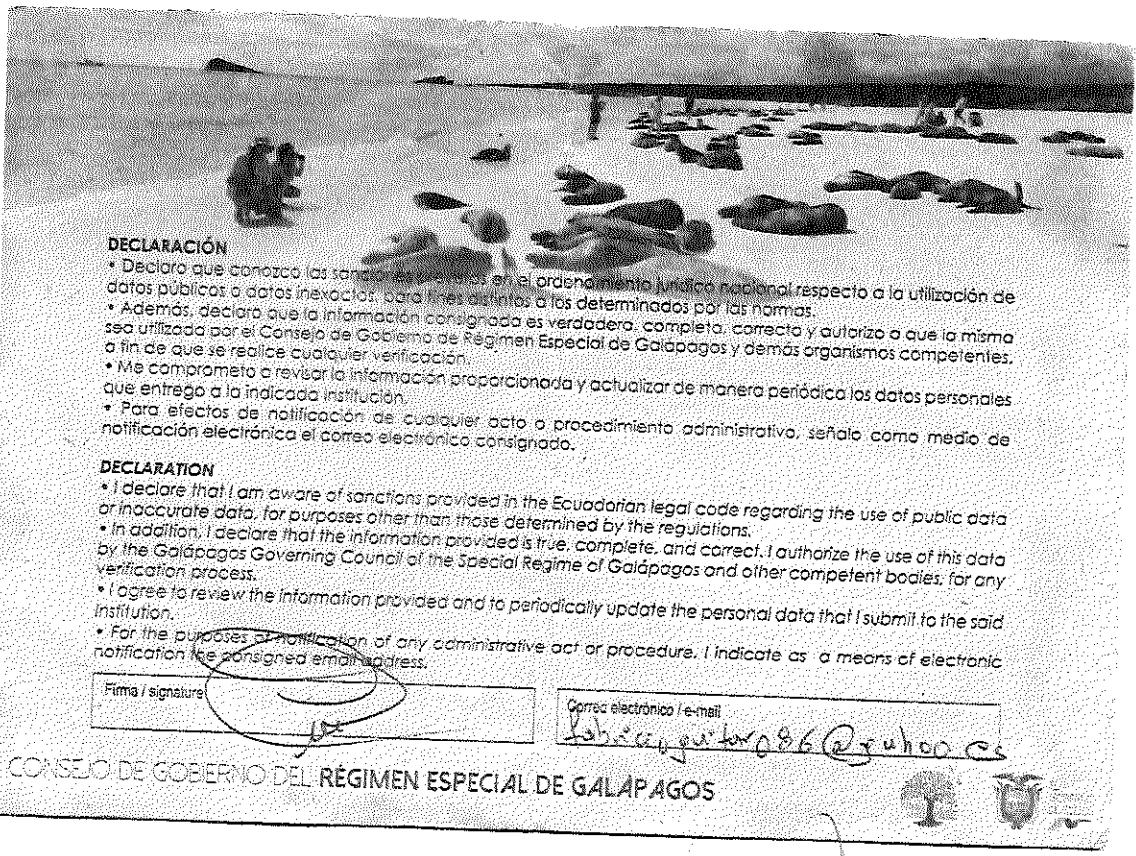 DECLARACIÓN
• Declaro que conozco las sanciones previstas en el ordenamiento jurídico nacional respecto a la utilización de
datos públicos o datos inexactos, para fines distintos a los determinados por las normas.
• Además, declaro que la información consignada es verdadera, completa, correcta y autorizo a que la misma
sea utilizada por el Consejo de Gobierno de Régimen Especial de Galápagos y demás organismos competentes,
a fin de que se realice cualquier verificación.
• Me comprometo a revisar la información proporcionada y actualizar de manera periódica los datos personales
que entrego a la indicada institución.
• Para efectos de notificación de cualquier acto o procedimiento administrativo, señalo como medio de
notificación electrónica el correo electrónico consignado.
DECLARATION
• I declare that I am aware of sanctions provided in the Ecuadorian legal code regarding the use of public data
or inaccurate data, for purposes other than those determined by the regulations.
• In addition, I declare that the information provided is true, complete, and correct. I authorize the use of this data
by the Galápagos Governing Council of the Special Regime of Galápagos and other competent bodies, for any
verification process.
• I agree to review the information provided and to periodically update the personal data that I submit to the said
institution.
• For the purposes of notification of any administrative act or procedure, I indicate as a means of electronic
notification the consigned email address.
Firma / signature
Correo electrónico / e-mail
CONSEJO DE GOBIERNO DEL RÉGIMEN ESPECIAL DE GALÁPAGOS